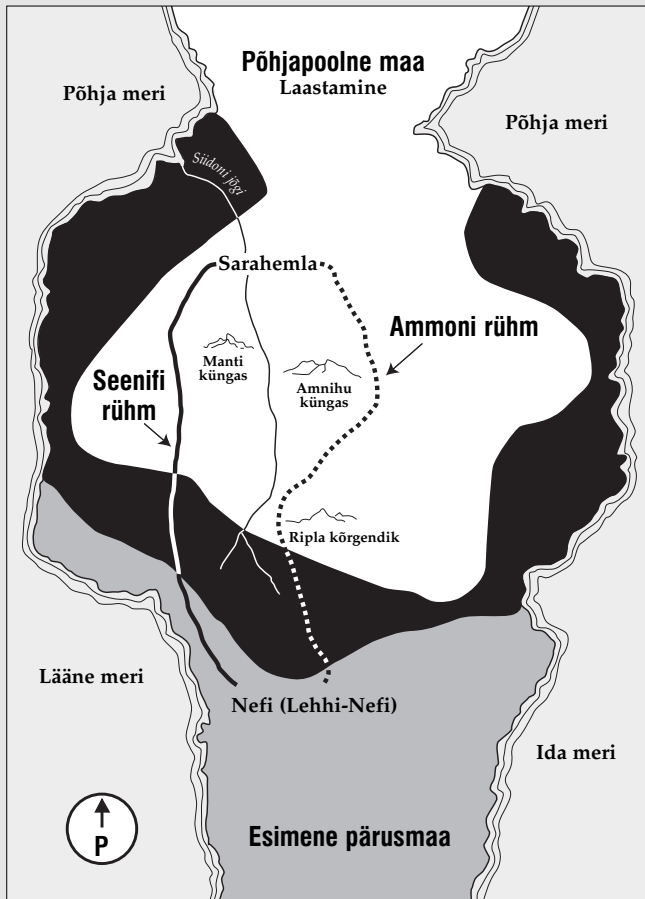 Põhjapoolne maa
Laastamine
Põhja meri
Põhja meri
Siidoni jõgi
Sarahemla
Ammoni rühm
Manti
küngas
Seenifi
rühm
Amnihu
küngas
Ripla kõrgendik
Lääne meri
Nefi (Lehhi-Nefi)
Ida meri
P
Esimene pärusmaa